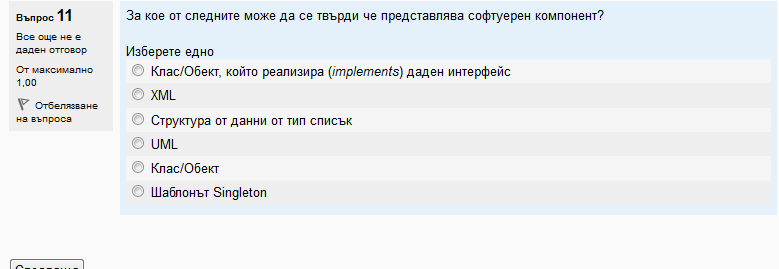 Въпрос 11
Все още не е
даден отговор
От максимално
1,00
Отбелязване
на въпроса
За кое от следните може да се твърди че представлява софтуерен компонент?
Изберете едно
Клас/Обект, който реализира (implements) даден интерфейс
XML
Структура от данни от тип списък
UML
Клас/Обект
Шаблонът Singleton